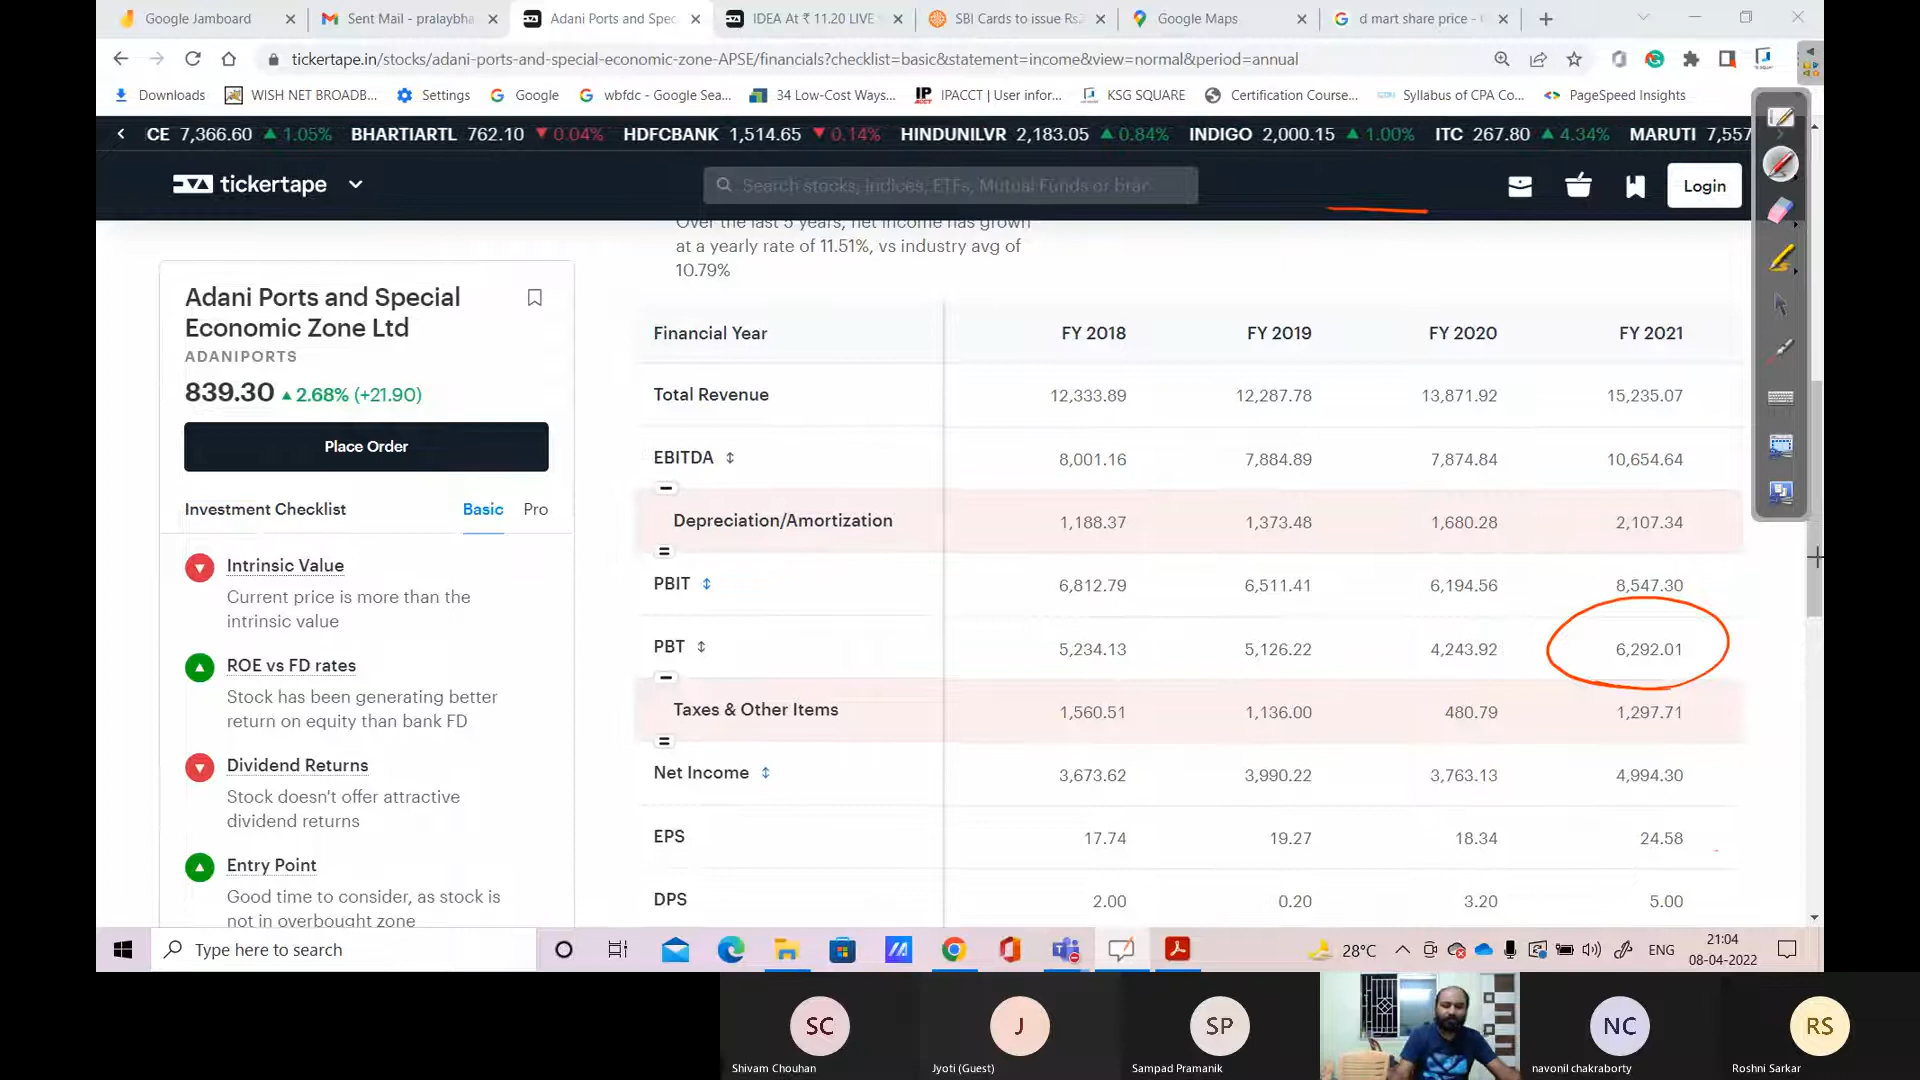 Google Jamboard
Sent Mail - pralaybha
Adani Ports and Spec
IDEA At ₹ 11.20 LIVE
SBI Cards to issue Rs.
Google Maps
d mart share price -
tickertape.in/stocks/adani-ports-and-special-economic-zone-APSE/financials?checklist=basic&statement=income&view=normal&period=annual
Downloads
WISH NET BROADB...
Settings
Google
wbfdc - Google Sea...
34 Low-Cost Ways...
IPACCT | User infor...
KSG SQUARE
Certification Course...
Syllabus of CPA Co...
PageSpeed Insights
CE 7,366.60 ▲ 1.05% BHARTIARTL 762.10 ▼ 0.04% HDFCBANK 1,514.65 ▼ 0.14% HINDUNILVR 2,183.05 ▲ 0.84% INDIGO 2,000.15 ▲ 1.00% ITC 267.80 ▲ 4.34% MARUTI 7,557
tickertape
Search stocks, indices, ETFs, Mutual Funds or bran
Login
Over the last 5 years, net income has grown
at a yearly rate of 11.51%, vs industry avg of
10.79%
Adani Ports and Special
Economic Zone Ltd
ADANIPORTS
839.30 ▲ 2.68% (+21.90)
Place Order
Investment Checklist Basic Pro
Intrinsic Value
Current price is more than the
intrinsic value
ROE vs FD rates
Stock has been generating better
return on equity than bank FD
Dividend Returns
Stock doesn't offer attractive
dividend returns
Entry Point
Good time to consider, as stock is
not in overbought zone
Financial Year FY 2018 FY 2019 FY 2020 FY 2021
Total Revenue 12,333.89 12,287.78 13,871.92 15,235.07
EBITDA 8,001.16 7,884.89 7,874.84 10,654.64
Depreciation/Amortization 1,188.37 1,373.48 1,680.28 2,107.34
PBIT 6,812.79 6,511.41 6,194.56 8,547.30
PBT 5,234.13 5,126.22 4,243.92 6,292.01
Taxes & Other Items 1,560.51 1,136.00 480.79 1,297.71
Net Income 3,673.62 3,990.22 3,763.13 4,994.30
EPS 17.74 19.27 18.34 24.58
DPS 2.00 0.20 3.20 5.00
Type here to search
28°C
ENG
21:04
08-04-2022
SC
J
SP
NC
RS
Shivam Chouhan
Jyoti (Guest)
Sampad Pramanik
navonil chakraborty
Roshni Sarkar